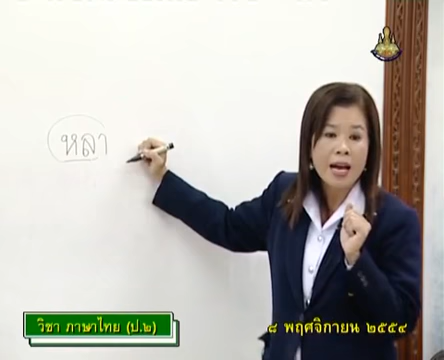 หลา
วิชา ภาษาไทย (ป.๒)
๘ พฤศจิกายน ๒๕๕๔